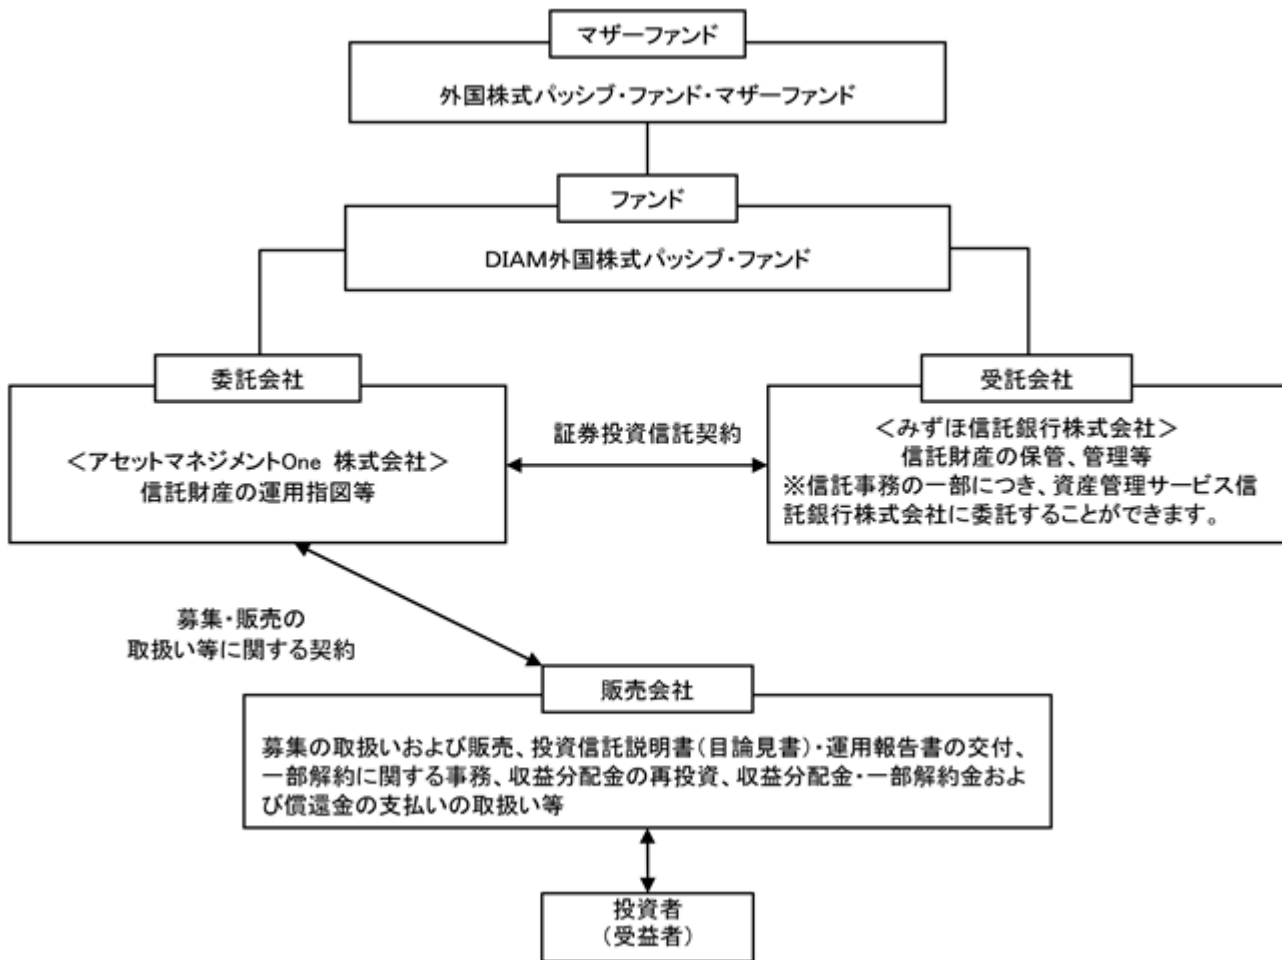 マザーファンド
外国株式パッシブ・ファンド・マザーファンド
ファンド
DIAM外国株式パッシブ・ファンド
委託会社
＜アセットマネジメントOne 株式会社＞
信託財産の運用指図等
証券投資信託契約
受託会社
＜みずほ信託銀行株式会社＞
信託財産の保管、管理等
※信託事務の一部につき、資産管理サービス信
託銀行株式会社に委託することができます。
募集・販売の
取扱い等に関する契約
販売会社
募集の取扱いおよび販売、投資信託説明書（目論見書）・運用報告書の交付、
一部解約に関する事務、収益分配金の再投資、収益分配金・一部解約金およ
び償還金の支払いの取扱い等
投資者
（受益者）